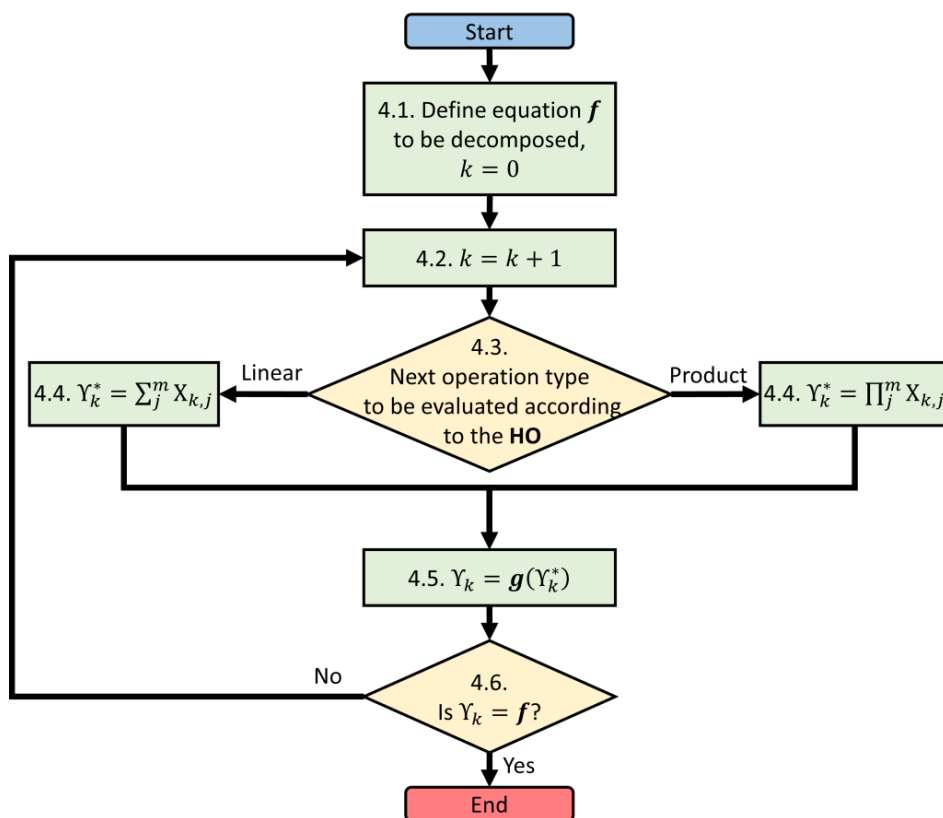 Start
4.1. Define equation f
to be decomposed,
k = 0
4.2. k = k + 1
4.3.
Next operation type
to be evaluated according
to the HO
Linear
Product
4.4. ϒ*ₖ = ∑ᵐⱼ Xₖ,ⱼ
4.4. ϒ*ₖ = ∏ᵐⱼ Xₖ,ⱼ
4.5. ϒₖ = g(ϒ*ₖ)
4.6.
Is ϒₖ = f?
No
Yes
End